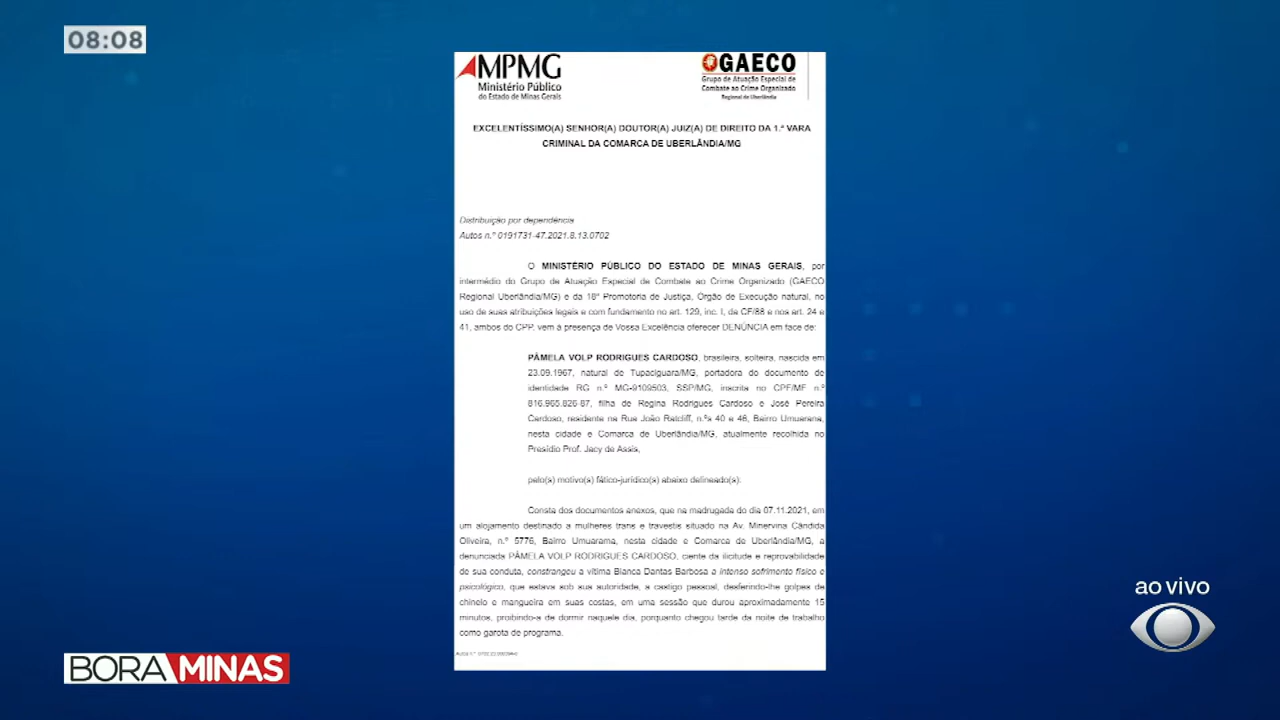 08:08
MPMG
Ministério Público
do Estado de Minas Gerais
GAECO
Grupo de Atuação Especial de
Combate ao Crime Organizado
Regional de Uberlândia
EXCELENTÍSSIMO(A) SENHOR(A) DOUTOR(A) JUIZ(A) DE DIREITO DA 1.ª VARA
CRIMINAL DA COMARCA DE UBERLÂNDIA/MG
Distribuição por dependência
Autos n.º 0191731-47.2021.8.13.0702
O MINISTÉRIO PÚBLICO DO ESTADO DE MINAS GERAIS, por
intermédio do Grupo de Atuação Especial de Combate ao Crime Organizado (GAECO
Regional Uberlândia/MG) e da 18ª Promotoria de Justiça, Órgão de Execução natural, no
uso de suas atribuições legais e com fundamento no art. 129, inc. I, da CF/88 e nos art. 24 e
41, ambos do CPP, vem à presença de Vossa Excelência oferecer DENÚNCIA em face de:
PÂMELA VOLP RODRIGUES CARDOSO, brasileira, solteira, nascida em
23.09.1967, natural de Tupaciguara/MG, portadora do documento de
identidade RG n.º MG-9109503, SSP/MG, inscrita no CPF/MF n.º
816.965.826-87, filha de Regina Rodrigues Cardoso e José Pereira
Cardoso, residente na Rua João Ratcliff, n.ºs 40 e 46, Bairro Umuarama,
nesta cidade e Comarca de Uberlândia/MG, atualmente recolhida no
Presídio Prof. Jacy de Assis,
pelo(s) motivo(s) fático-jurídico(s) abaixo delineado(s):
Consta dos documentos anexos, que na madrugada do dia 07.11.2021, em
um alojamento destinado a mulheres trans e travestis situado na Av. Minervina Cândida
Oliveira, n.º 5776, Bairro Umuarama, nesta cidade e Comarca de Uberlândia/MG, a
denunciada PÂMELA VOLP RODRIGUES CARDOSO, ciente da ilicitude e reprovabilidade
de sua conduta, constrangeu a vítima Bianca Dantas Barbosa a intenso sofrimento físico e
psicológico, que estava sob sua autoridade, a castigo pessoal, desferindo-lhe golpes de
chinelo e mangueira em suas costas, em uma sessão que durou aproximadamente 15
minutos, proibindo-a de dormir naquele dia, porquanto chegou tarde da noite de trabalho
como garota de programa.
Autos n.º
ao vivo
BORA MINAS